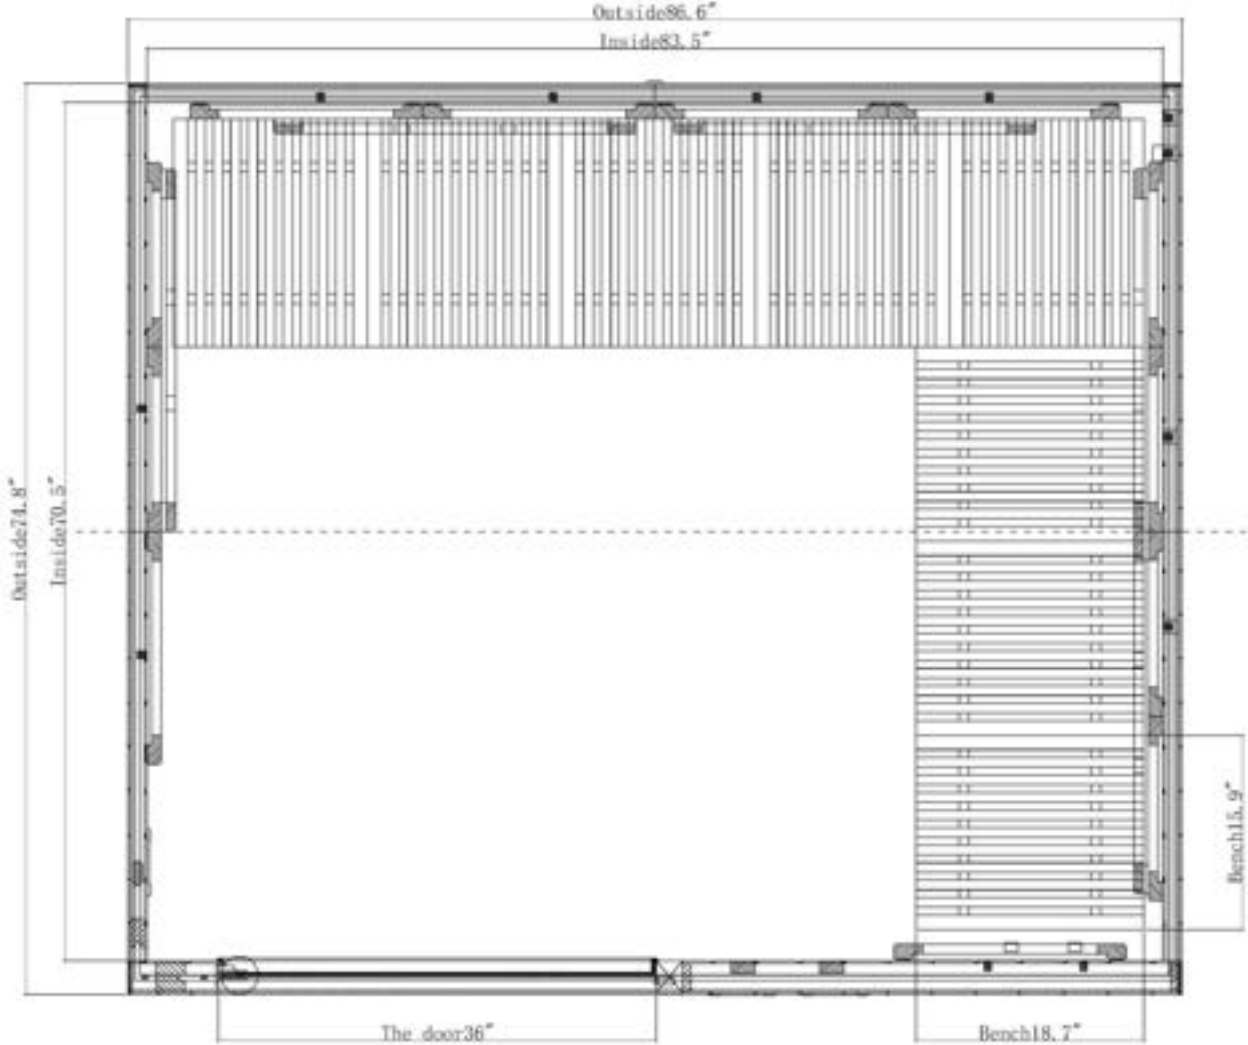 Outside86.6"
Inside83.5"
Outside74.8"
Inside70.5"
Bench15.9"
The door36"
Bench18.7"